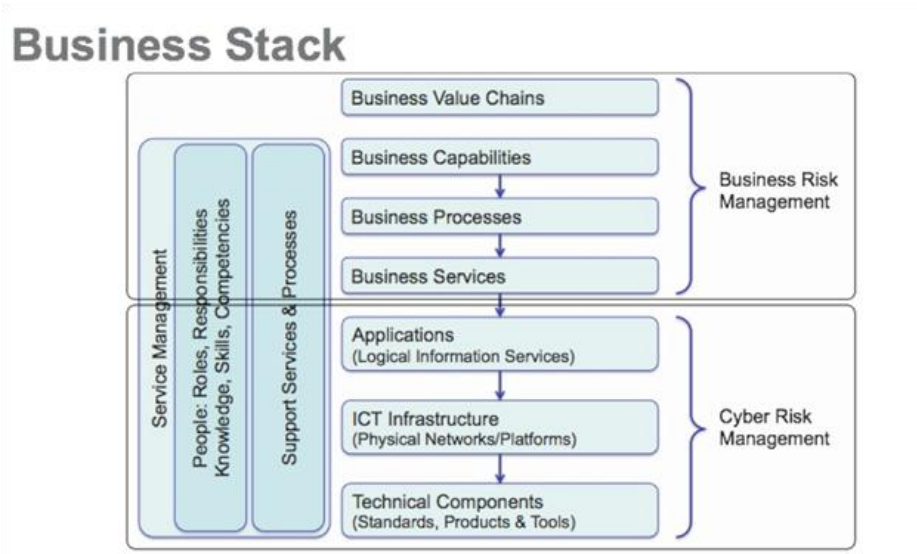 Business Stack
Business Value Chains
Business Capabilities
Business Processes
Business Services
Business Risk
Management
Service Management
People: Roles, Responsibilities
Knowledge, Skills, Competencies
Support Services & Processes
Applications
(Logical Information Services)
ICT Infrastructure
(Physical Networks/Platforms)
Technical Components
(Standards, Products & Tools)
Cyber Risk
Management